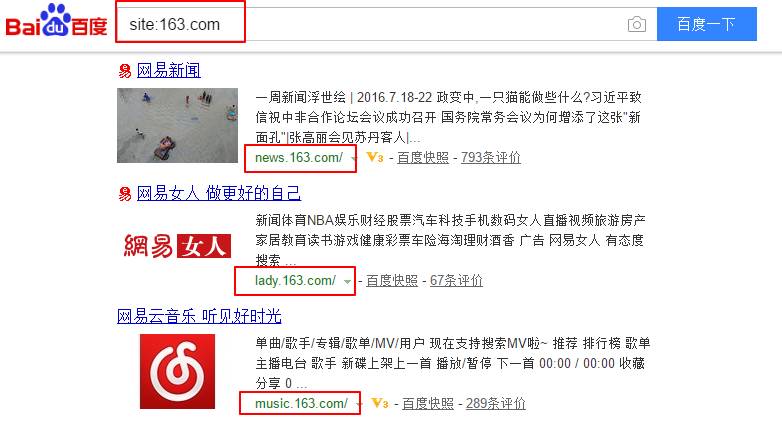 Bai du 百度 site:163.com 百度一下
网易新闻
一周新闻浮世绘 | 2016.7.18-22 政变中,一只猫能做些什么?习近平致
信祝中非合作论坛会议成功召开 国务院常务会议为何增添了这张"新
面孔"|张高丽会见苏丹客人|...
news.163.com/ V3 - 百度快照 - 793条评价
网易女人 做更好的自己
網易女人
新闻体育NBA娱乐财经股票汽车科技手机数码女人直播视频旅游房产
家居教育读书游戏健康彩票车险海淘理财酒香 广告 网易女人 有态度
搜索 ...
lady.163.com/ - 百度快照 - 67条评价
网易云音乐 听见好时光
单曲/歌手/专辑/歌单/MV/用户 现在支持搜索MV啦~ 推荐 排行榜 歌单
主播电台 歌手 新碟上架上一首 播放/暂停 下一首 00:00 / 00:00 收藏
分享 0 ...
music.163.com/ V3 - 百度快照 - 289条评价